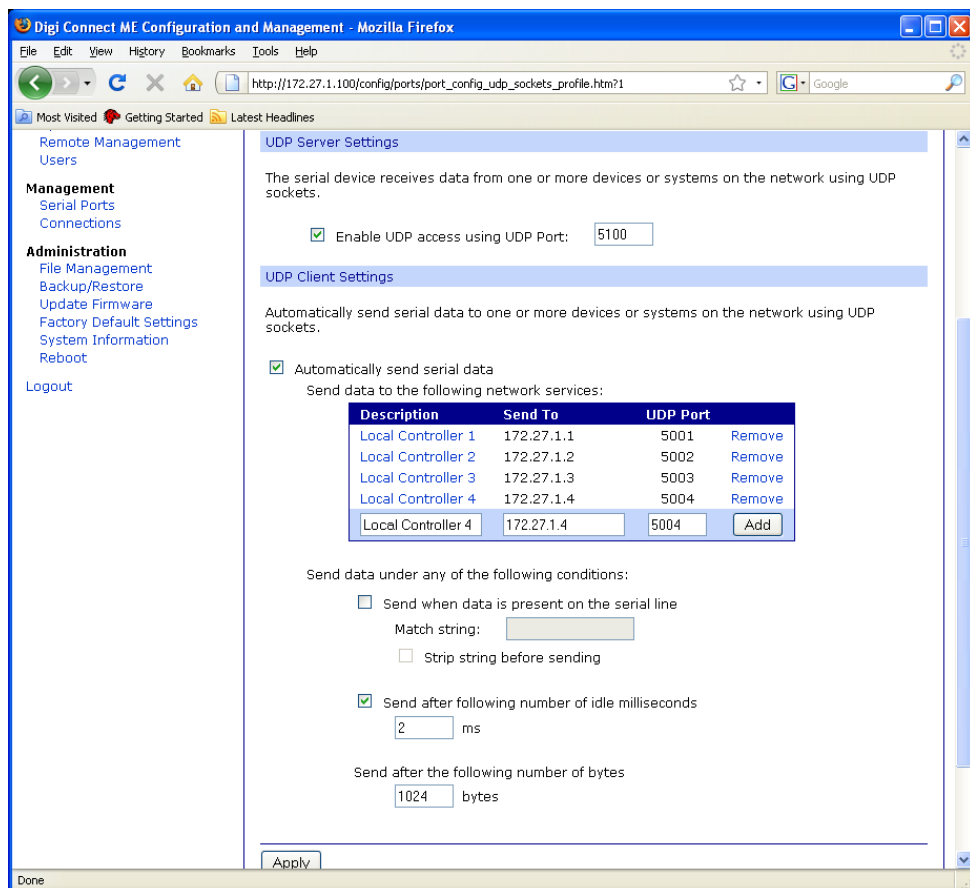 Digi Connect ME Configuration and Management - Mozilla Firefox
File Edit View History Bookmarks Tools Help
http://172.27.1.100/config/ports/port_config_udp_sockets_profile.htm?1
G Google
Most Visited Getting Started Latest Headlines
Remote Management
Users
Management
Serial Ports
Connections
Administration
File Management
Backup/Restore
Update Firmware
Factory Default Settings
System Information
Reboot
Logout
UDP Server Settings
The serial device receives data from one or more devices or systems on the network using UDP
sockets.
Enable UDP access using UDP Port: 5100
UDP Client Settings
Automatically send serial data to one or more devices or systems on the network using UDP
sockets.
Automatically send serial data
Send data to the following network services:
Description Send To UDP Port
Local Controller 1 172.27.1.1 5001 Remove
Local Controller 2 172.27.1.2 5002 Remove
Local Controller 3 172.27.1.3 5003 Remove
Local Controller 4 172.27.1.4 5004 Remove
Local Controller 4 172.27.1.4 5004 Add
Send data under any of the following conditions:
Send when data is present on the serial line
Match string:
Strip string before sending
Send after following number of idle milliseconds
2 ms
Send after the following number of bytes
1024 bytes
Apply
Done